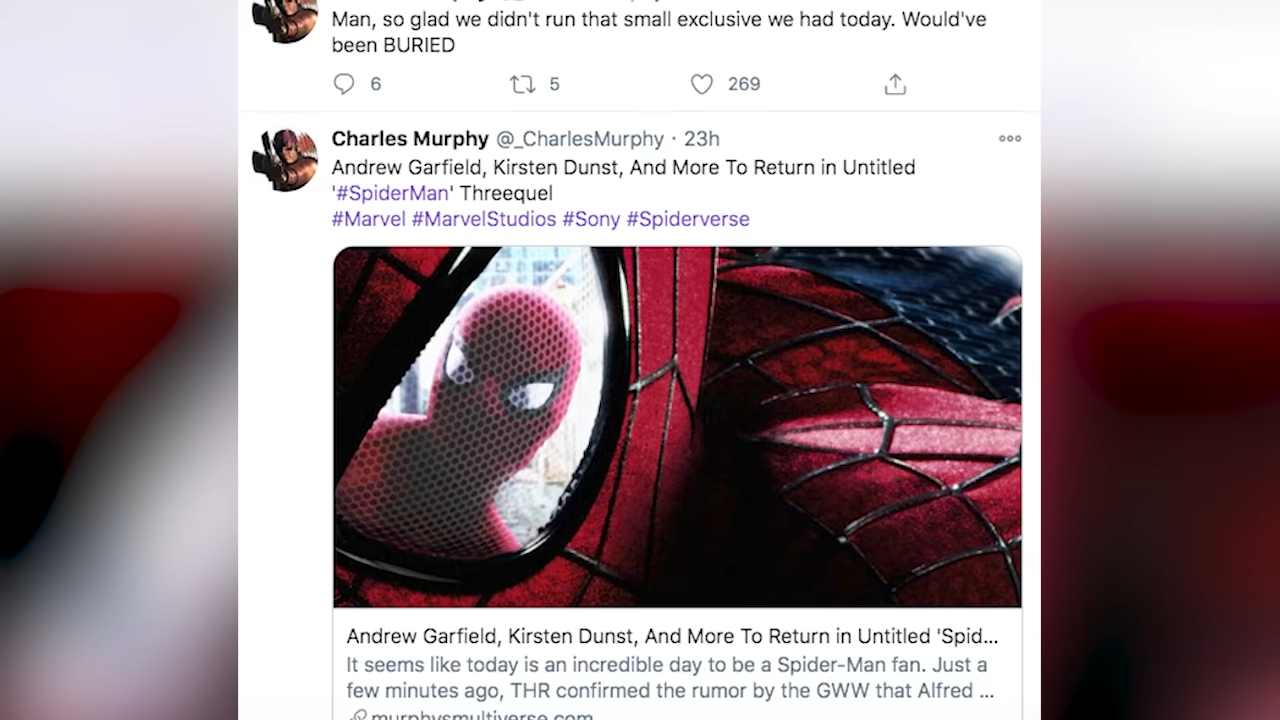 Man, so glad we didn't run that small exclusive we had today. Would've
been BURIED
6 5 269
Charles Murphy @_CharlesMurphy · 23h
Andrew Garfield, Kirsten Dunst, And More To Return in Untitled
'#SpiderMan' Threequel
#Marvel #MarvelStudios #Sony #Spiderverse
Andrew Garfield, Kirsten Dunst, And More To Return in Untitled 'Spid...
It seems like today is an incredible day to be a Spider-Man fan. Just a
few minutes ago, THR confirmed the rumor by the GWW that Alfred ...
murphysmultiverse.com